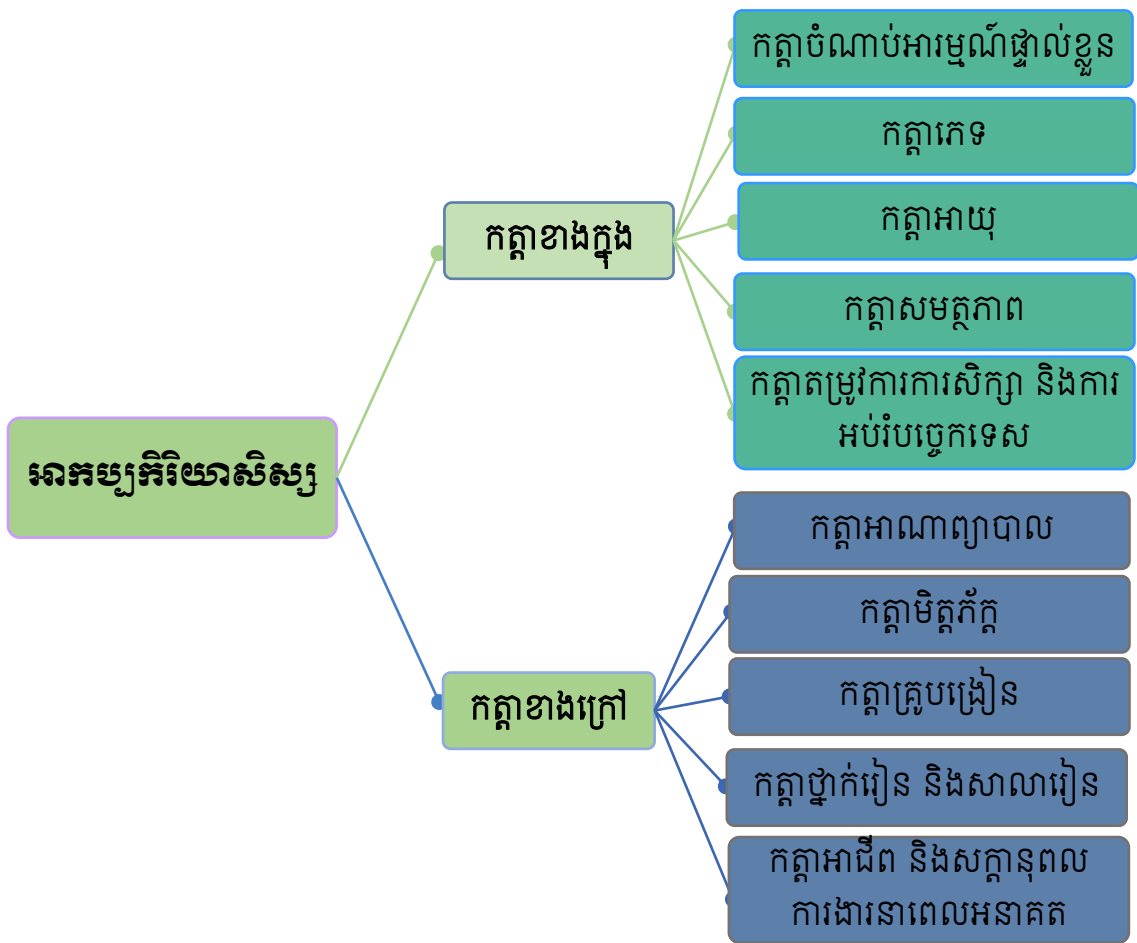 កត្តាចំណាប់អារម្មណ៍ផ្ទាល់ខ្លួន
កត្តាភេទ
កត្តាខាងក្នុង
កត្តាអាយុ
កត្តាសមត្ថភាព
កត្តាតម្រូវការការសិក្សា និងការ
អប់រំបច្ចេកទេស
អាកប្បកិរិយាសិស្ស
កត្តាអាណាព្យាបាល
កត្តាមិត្តភ័ក្ត
កត្តាខាងក្រៅ
កត្តាគ្រូបង្រៀន
កត្តាថ្នាក់រៀន និងសាលារៀន
កត្តាអាជីព និងសក្តានុពល
ការងារនាពេលអនាគត